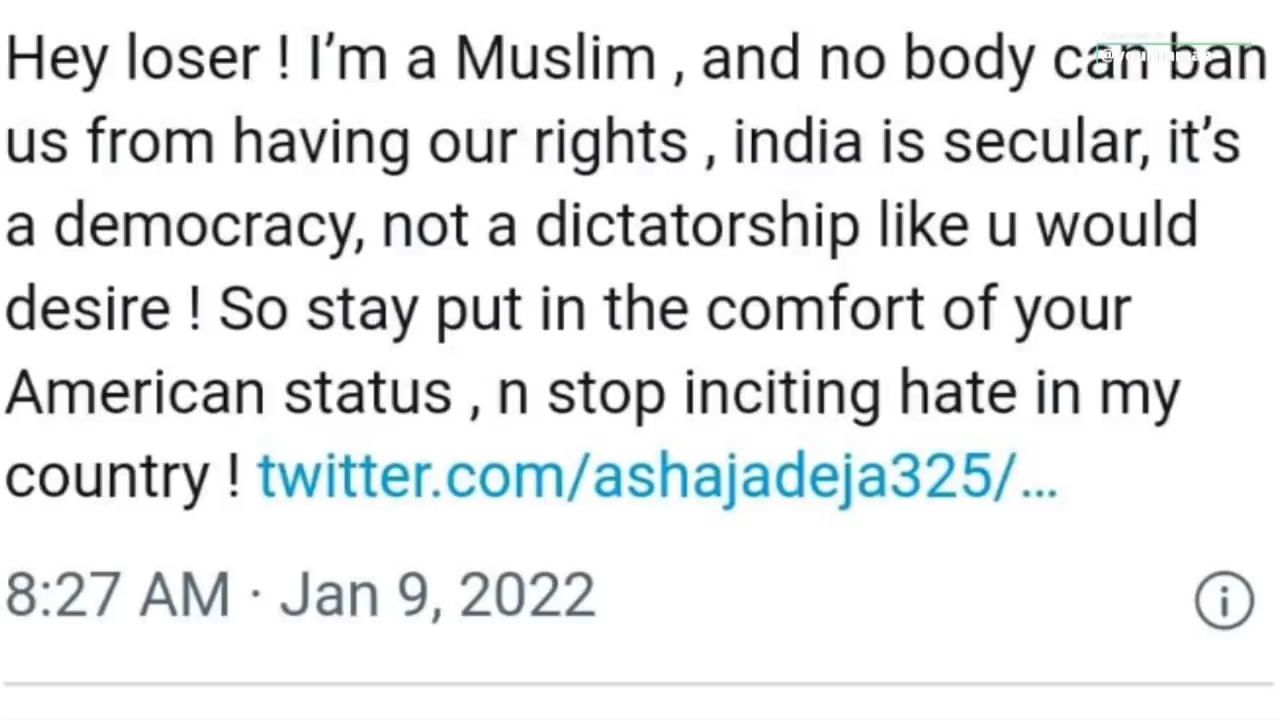 Hey loser ! I’m a Muslim , and no body can ban
us from having our rights , india is secular, it’s
a democracy, not a dictatorship like u would
desire ! So stay put in the comfort of your
American status , n stop inciting hate in my
country ! twitter.com/ashajadeja325/…
8:27 AM · Jan 9, 2022